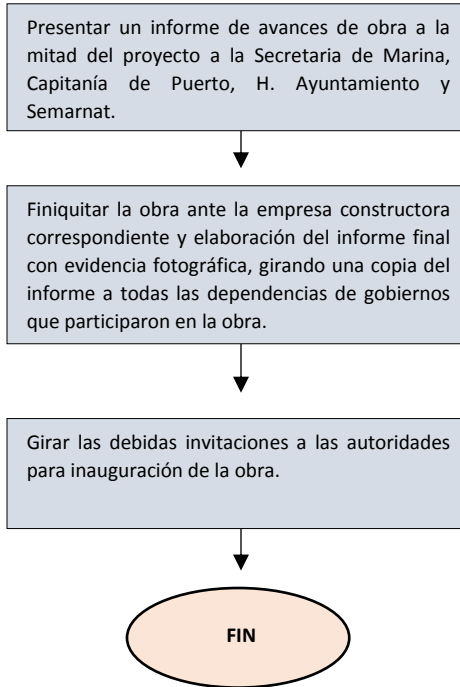 Presentar un informe de avances de obra a la
mitad del proyecto a la Secretaria de Marina,
Capitanía de Puerto, H. Ayuntamiento y
Semarnat.
Finiquitar la obra ante la empresa constructora
correspondiente y elaboración del informe final
con evidencia fotográfica, girando una copia del
informe a todas las dependencias de gobiernos
que participaron en la obra.
Girar las debidas invitaciones a las autoridades
para inauguración de la obra.
FIN